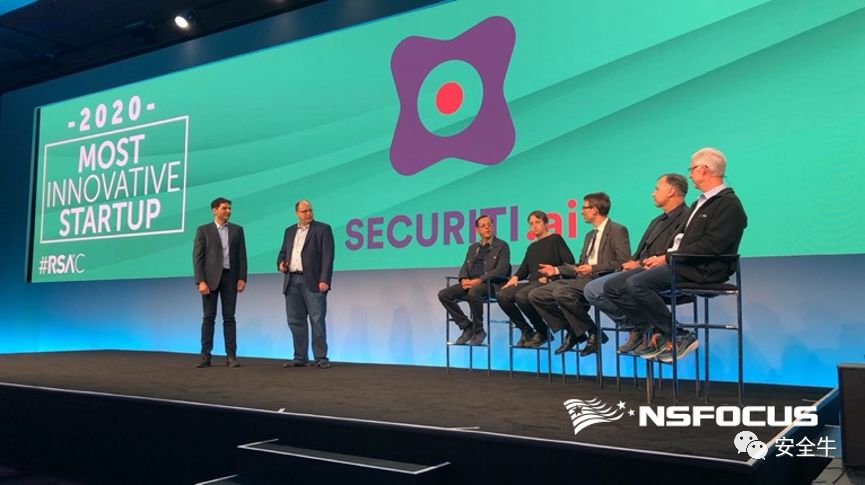 -2020-
MOST
INNOVATIVE
STARTUP
#RSAC
SECURITI.ai
NSFOCUS
安全牛